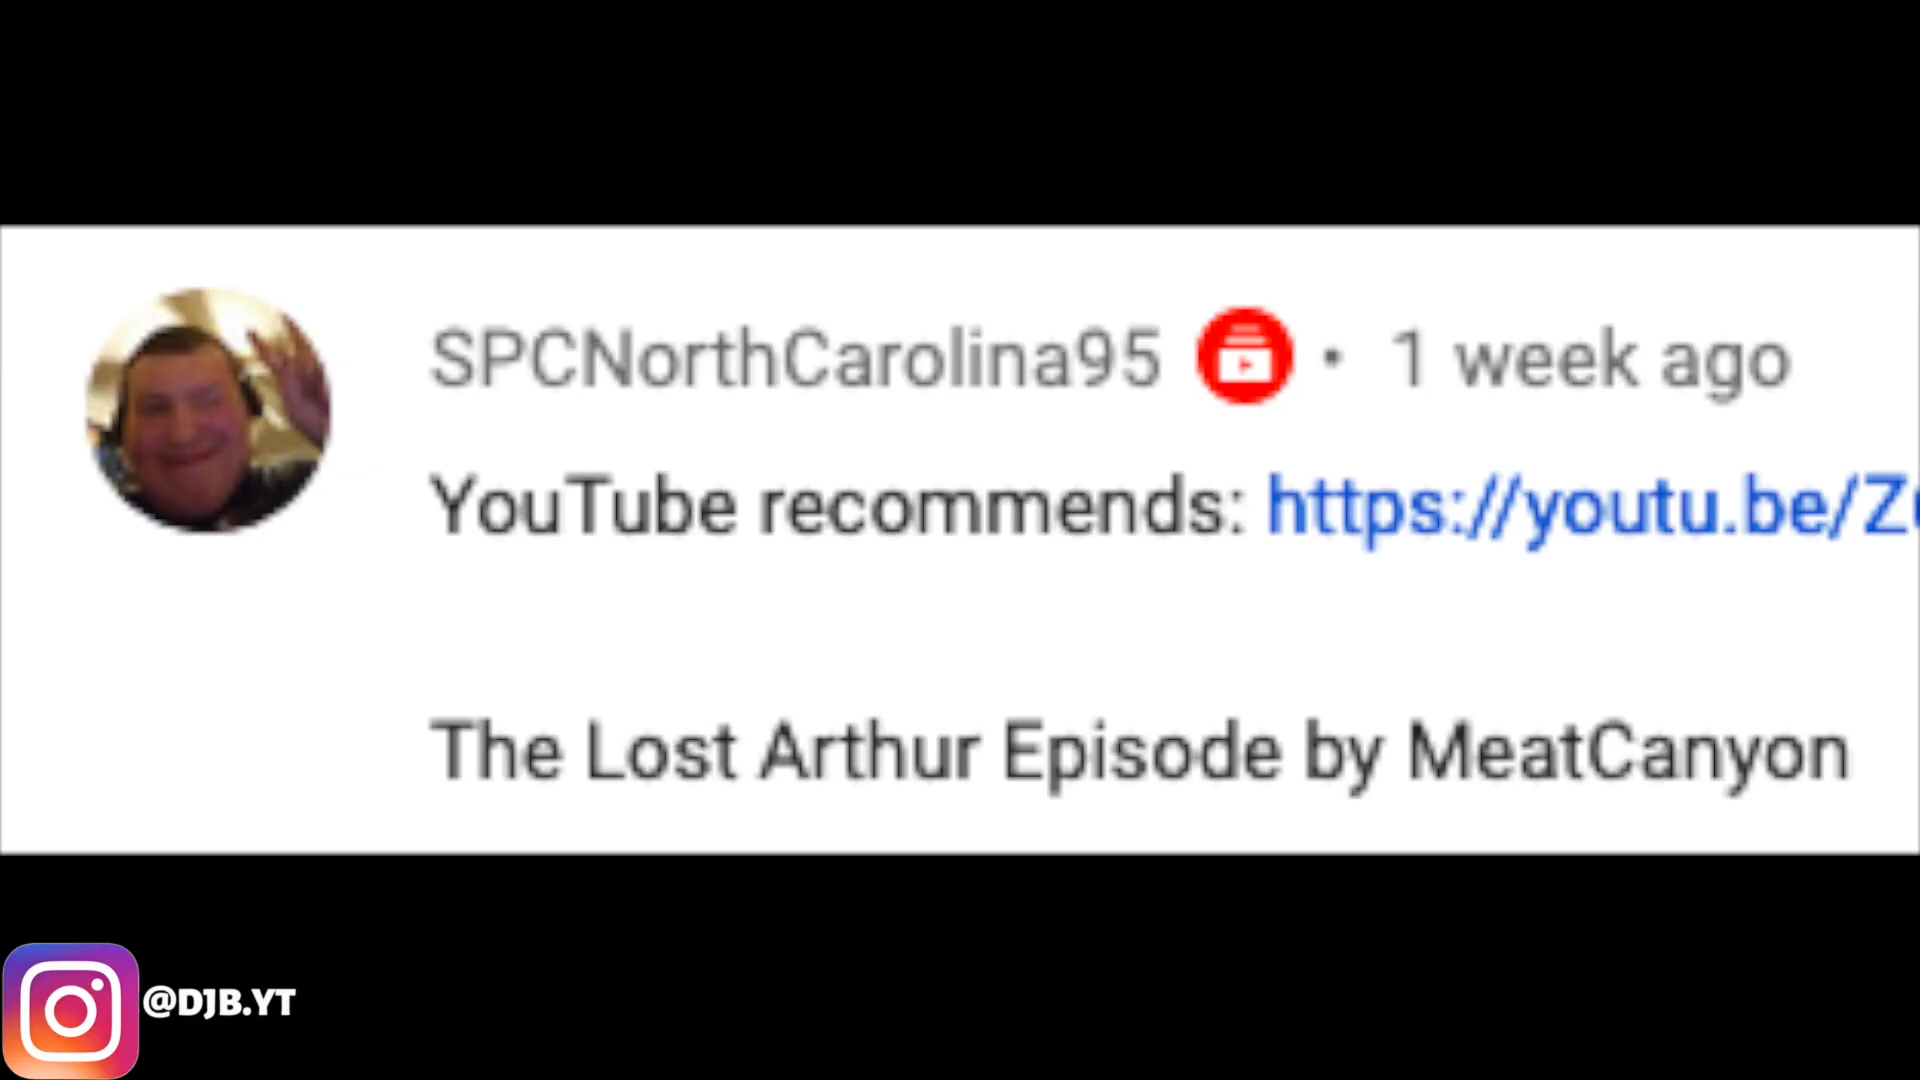 SPCNorthCarolina95 • 1 week ago
YouTube recommends: https://youtu.be/Z
The Lost Arthur Episode by MeatCanyon
@DJB.YT